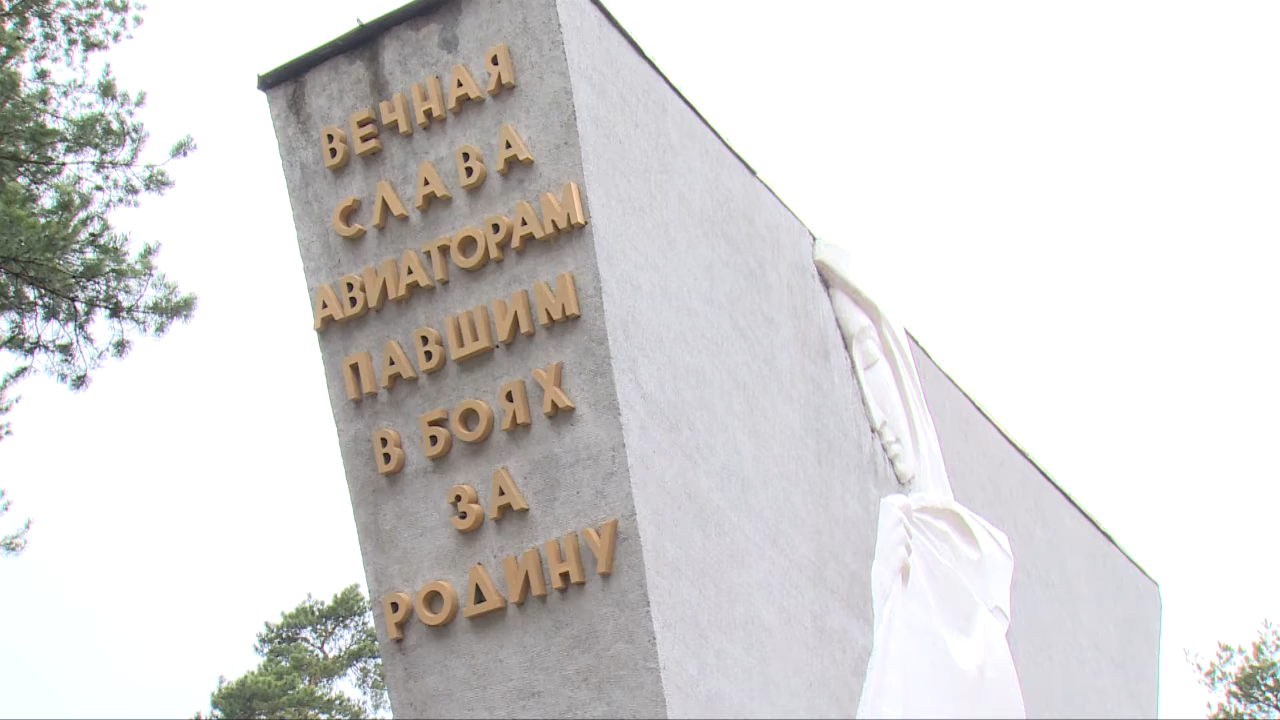 ВЕЧНАЯ
СЛАВА
АВИАТОРАМ
ПАВШИМ
В БОЯХ
ЗА
РОДИНУ